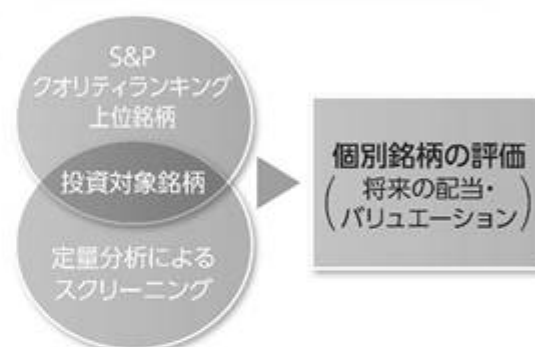 S&P
クオリティランキング
上位銘柄
投資対象銘柄
定量分析による
スクリーニング
個別銘柄の評価
(将来の配当・
バリュエーション)